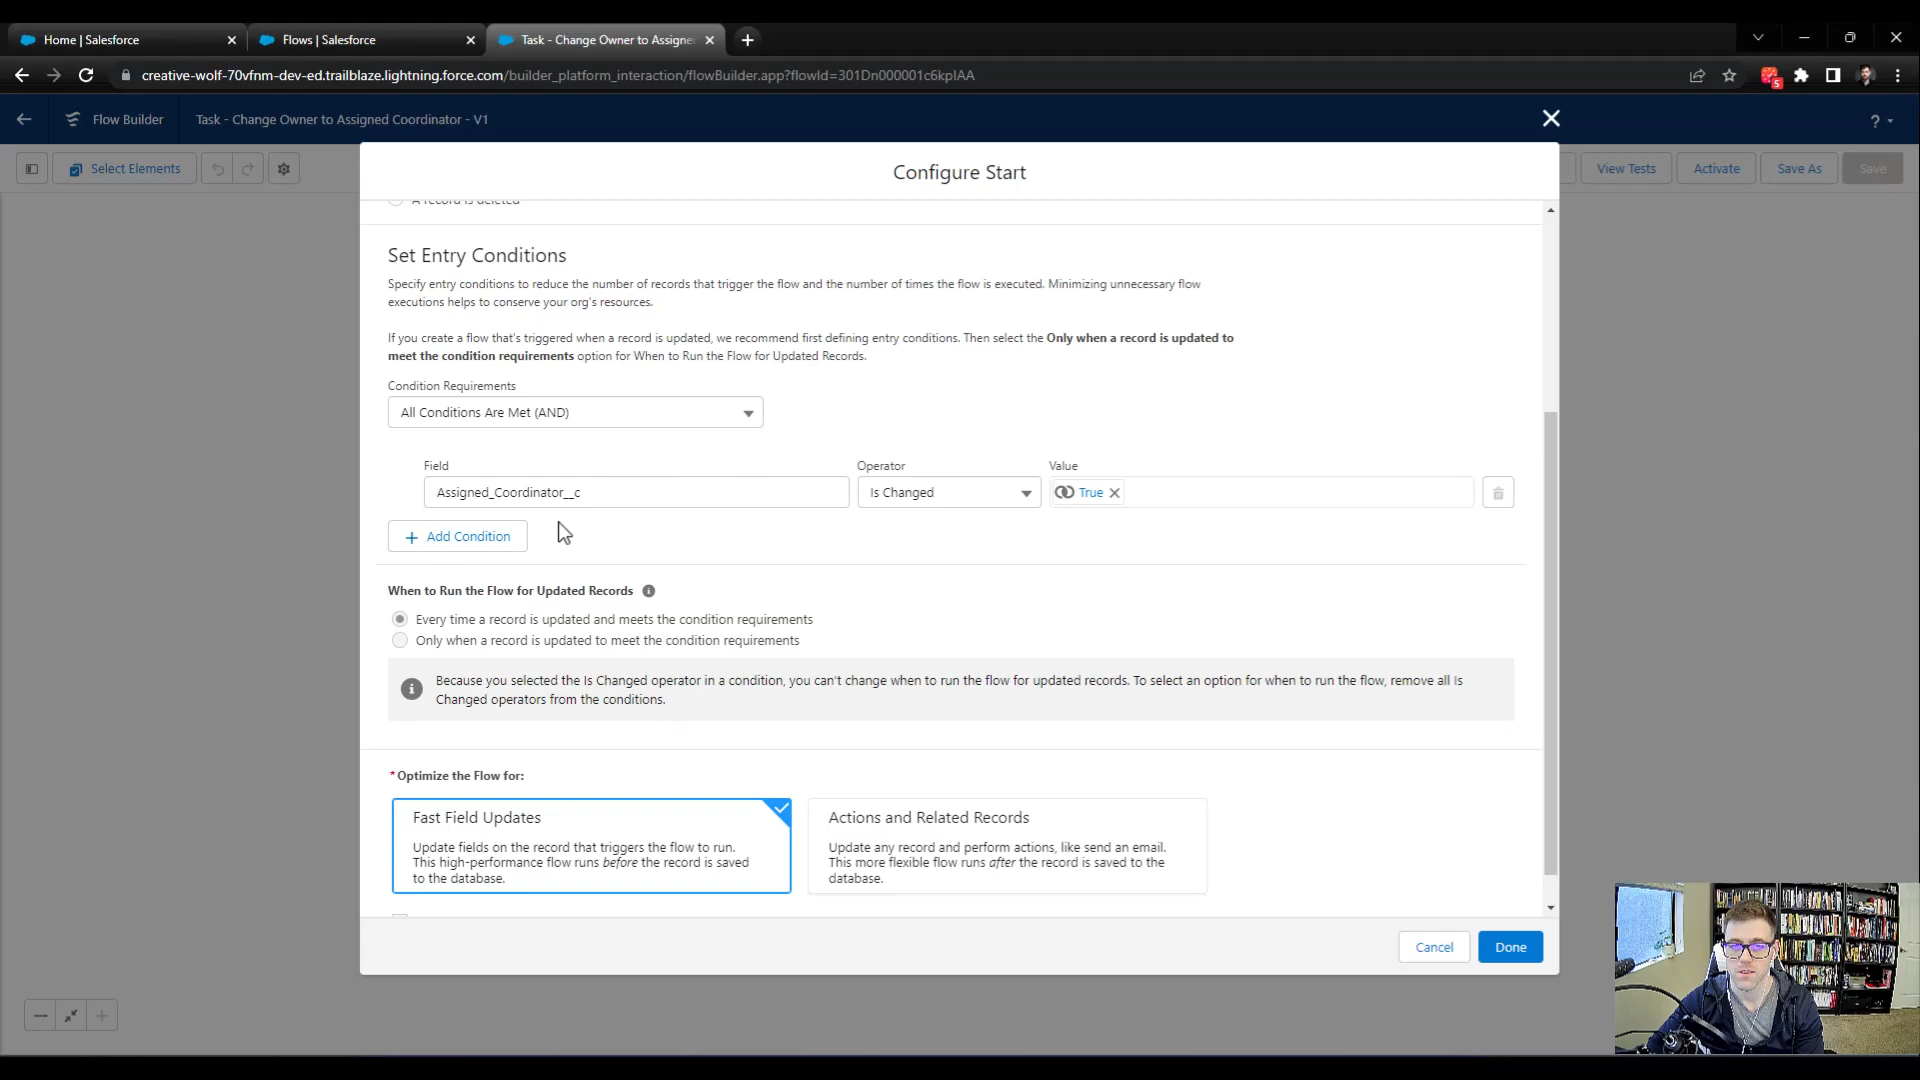 Home | Salesforce
Flows | Salesforce
Task - Change Owner to Assigne
creative-wolf-70vfnm-dev-ed.trailblaze.lightning.force.com/builder_platform_interaction/flowBuilder.app?flowId=301Dn000001c6kpIAA
5
Flow Builder
Task - Change Owner to Assigned Coordinator - V1
?
Select Elements
View Tests
Activate
Save As
Save
Configure Start
A record is deleted
Set Entry Conditions
Specify entry conditions to reduce the number of records that trigger the flow and the number of times the flow is executed. Minimizing unnecessary flow
executions helps to conserve your org's resources.
If you create a flow that's triggered when a record is updated, we recommend first defining entry conditions. Then select the Only when a record is updated to
meet the condition requirements option for When to Run the Flow for Updated Records.
Condition Requirements
All Conditions Are Met (AND)
Field
Operator
Value
Assigned_Coordinator__c
Is Changed
True
Add Condition
When to Run the Flow for Updated Records
Every time a record is updated and meets the condition requirements
Only when a record is updated to meet the condition requirements
Because you selected the Is Changed operator in a condition, you can't change when to run the flow for updated records. To select an option for when to run the flow, remove all Is
Changed operators from the conditions.
*Optimize the Flow for:
Fast Field Updates
Update fields on the record that triggers the flow to run.
This high-performance flow runs before the record is saved
to the database.
Actions and Related Records
Update any record and perform actions, like send an email.
This more flexible flow runs after the record is saved to the
database.
Cancel
Done